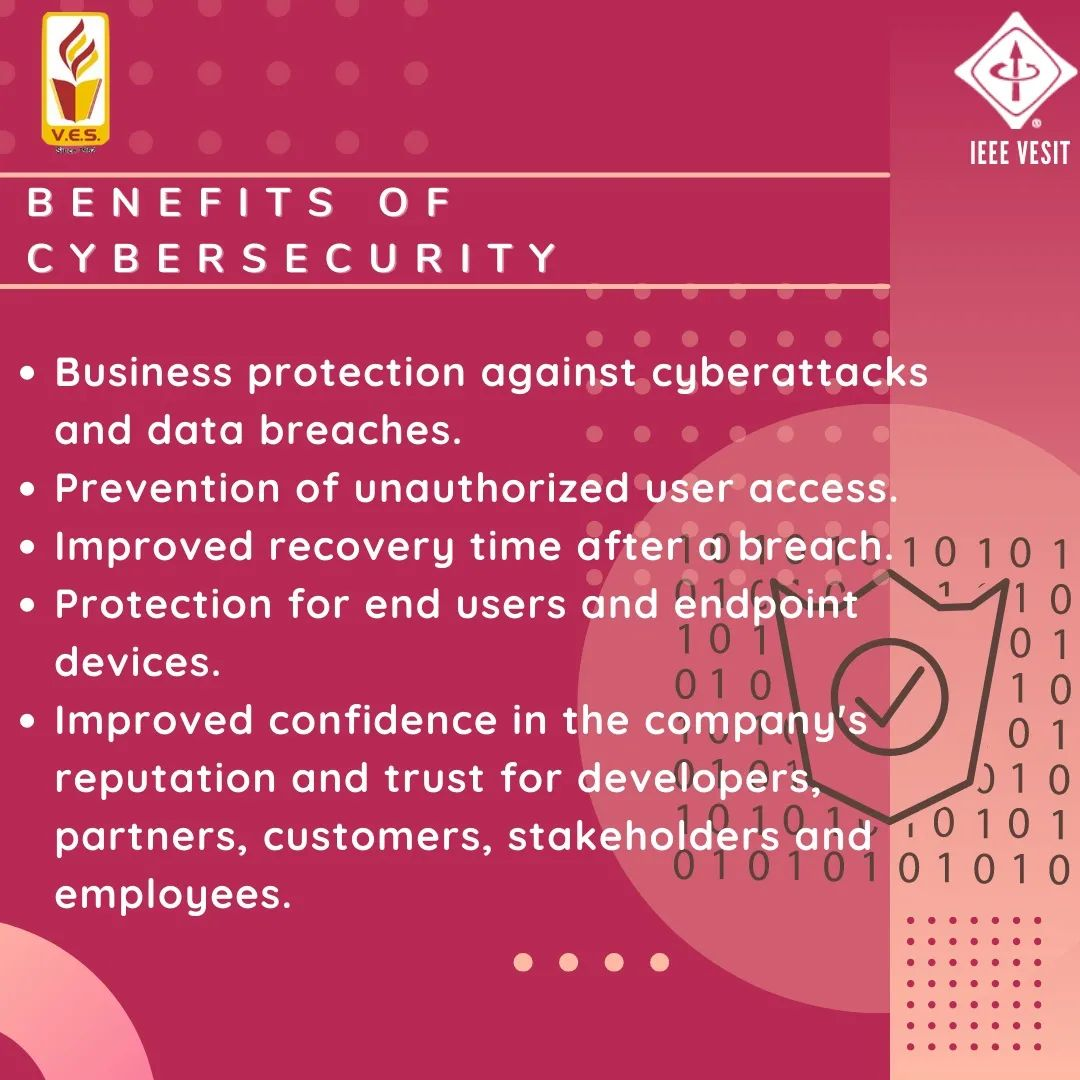 V.E.S.
IEEE VESIT
BENEFITS OF
CYBERSECURITY
• Business protection against cyberattacks
and data breaches.
• Prevention of unauthorized user access.
• Improved recovery time after a breach.
• Protection for end users and endpoint
devices.
• Improved confidence in the company's
reputation and trust for developers,
partners, customers, stakeholders and
employees.